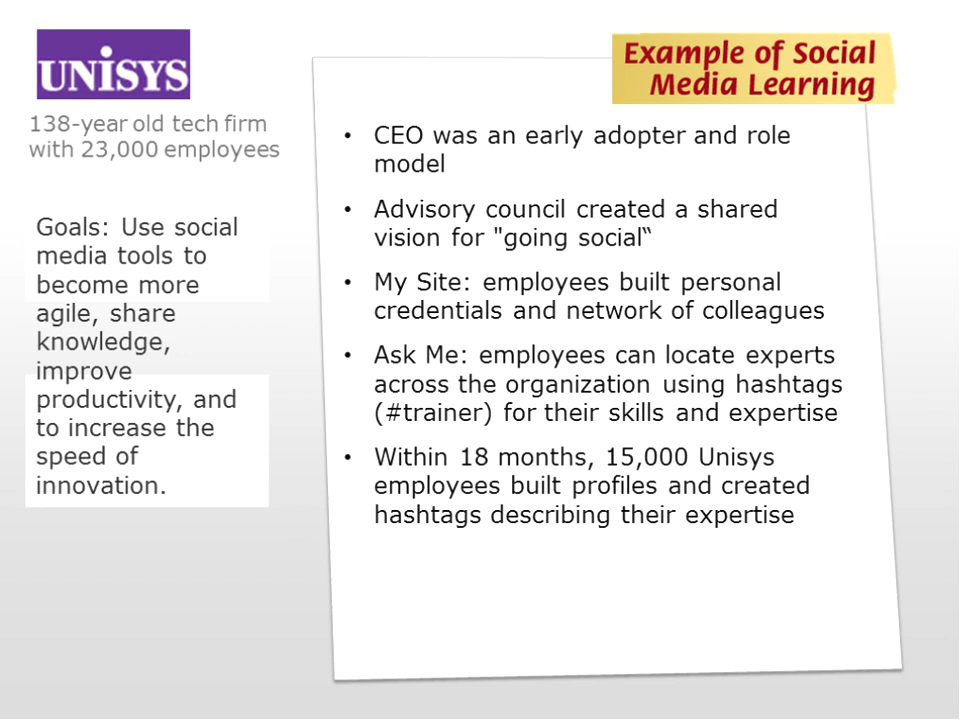 UNiSYS
138-year old tech firm
with 23,000 employees
Goals: Use social
media tools to
become more
agile, share
knowledge,
improve
productivity, and
to increase the
speed of
innovation.
Example of Social
Media Learning
• CEO was an early adopter and role
model
• Advisory council created a shared
vision for "going social“
• My Site: employees built personal
credentials and network of colleagues
• Ask Me: employees can locate experts
across the organization using hashtags
(#trainer) for their skills and expertise
• Within 18 months, 15,000 Unisys
employees built profiles and created
hashtags describing their expertise